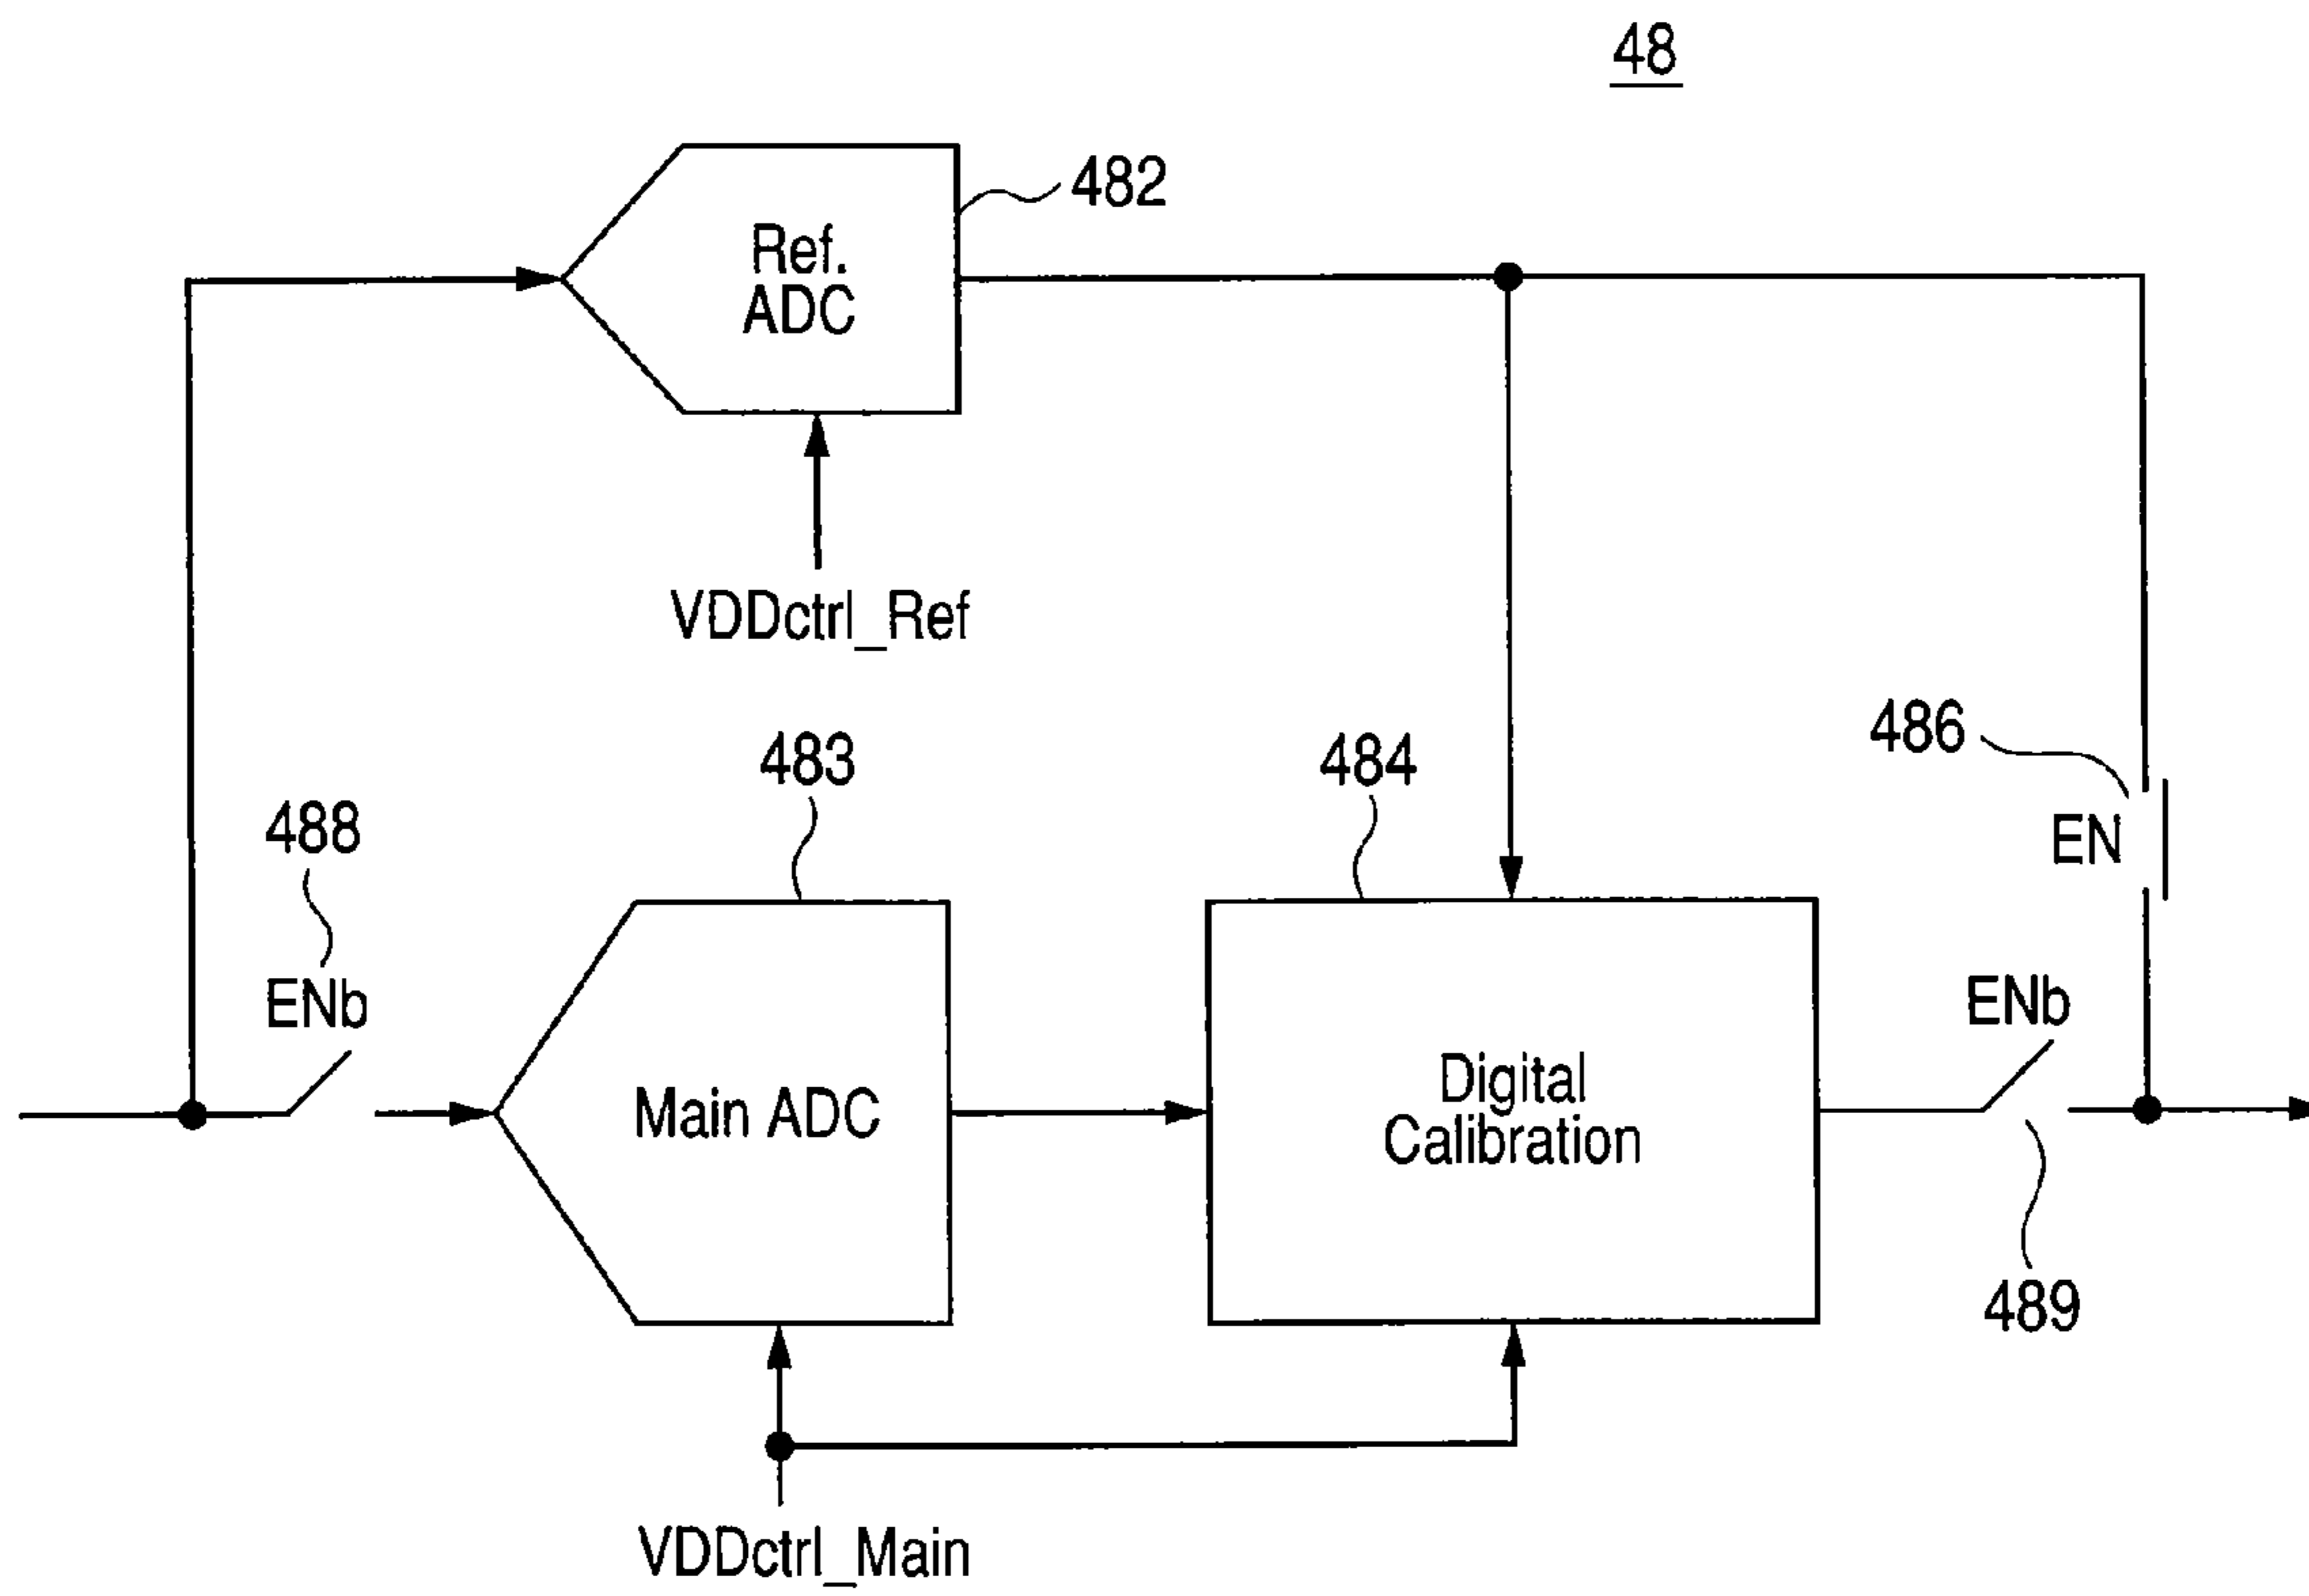 48
482
Ref.
ADC
VDDctrl_Ref
483
484
486
488
EN
ENb
ENb
Main ADC
Digital
Calibration
489
VDDctrl_Main